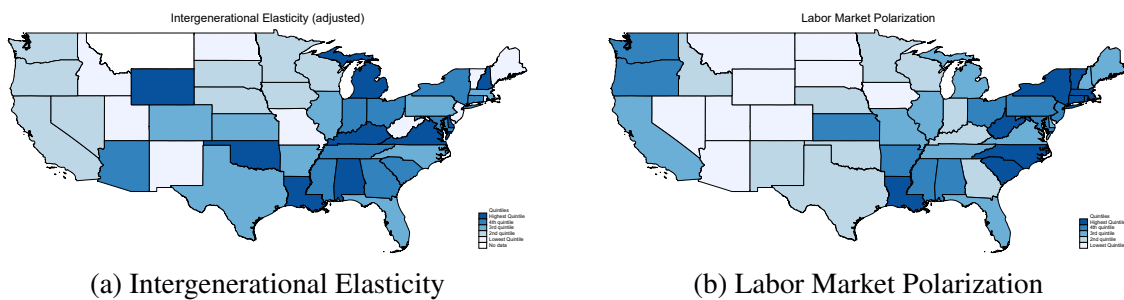 Intergenerational Elasticity (adjusted)
Quintiles
Highest Quintile
4th quintile
3rd quintile
2nd quintile
Lowest Quintile
No data
(a) Intergenerational Elasticity
Labor Market Polarization
Quintiles
Highest Quintile
4th quintile
3rd quintile
2nd quintile
Lowest Quintile
(b) Labor Market Polarization